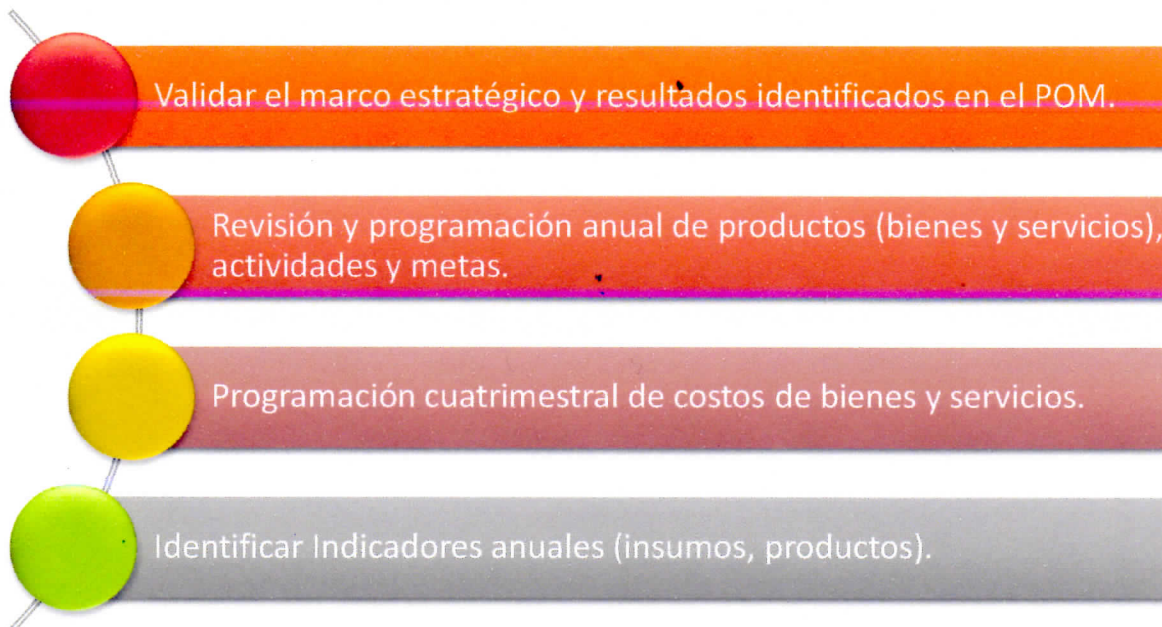 Validar el marco estratégico y resultados identificados en el POM.
Revisión y programación anual de productos (bienes y servicios),
actividades y metas.
Programación cuatrimestral de costos de bienes y servicios.
Identificar Indicadores anuales (insumos, productos).